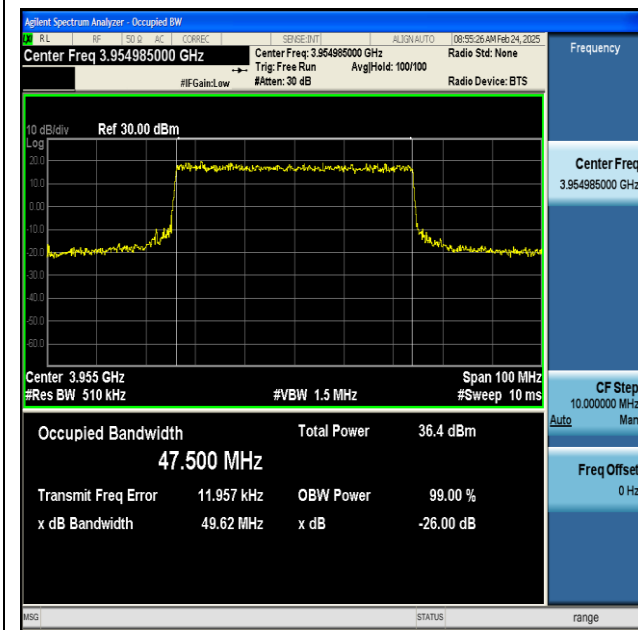 Agilent Spectrum Analyzer - Occupied BW
RL RF 50 Ω AC CORREC SENSE:INT ALIGN AUTO 08:55:26 AM Feb 24, 2025
Center Freq 3.954985000 GHz
Center Freq: 3.954985000 GHz
Radio Std: None
Trig: Free Run Avg|Hold: 100/100
#IFGain:Low #Atten: 30 dB Radio Device: BTS
10 dB/div Ref 30.00 dBm
Log
20.0
10.0
0.00
-10.0
-20.0
-30.0
-40.0
-50.0
-60.0
Center 3.955 GHz Span 100 MHz
#Res BW 510 kHz #VBW 1.5 MHz #Sweep 10 ms
Occupied Bandwidth Total Power 36.4 dBm
47.500 MHz
Transmit Freq Error 11.957 kHz OBW Power 99.00 %
x dB Bandwidth 49.62 MHz x dB -26.00 dB
MSG STATUS
Frequency
Center Freq
3.954985000 GHz
CF Step
10.000000 MHz
Auto Man
Freq Offset
0 Hz
range